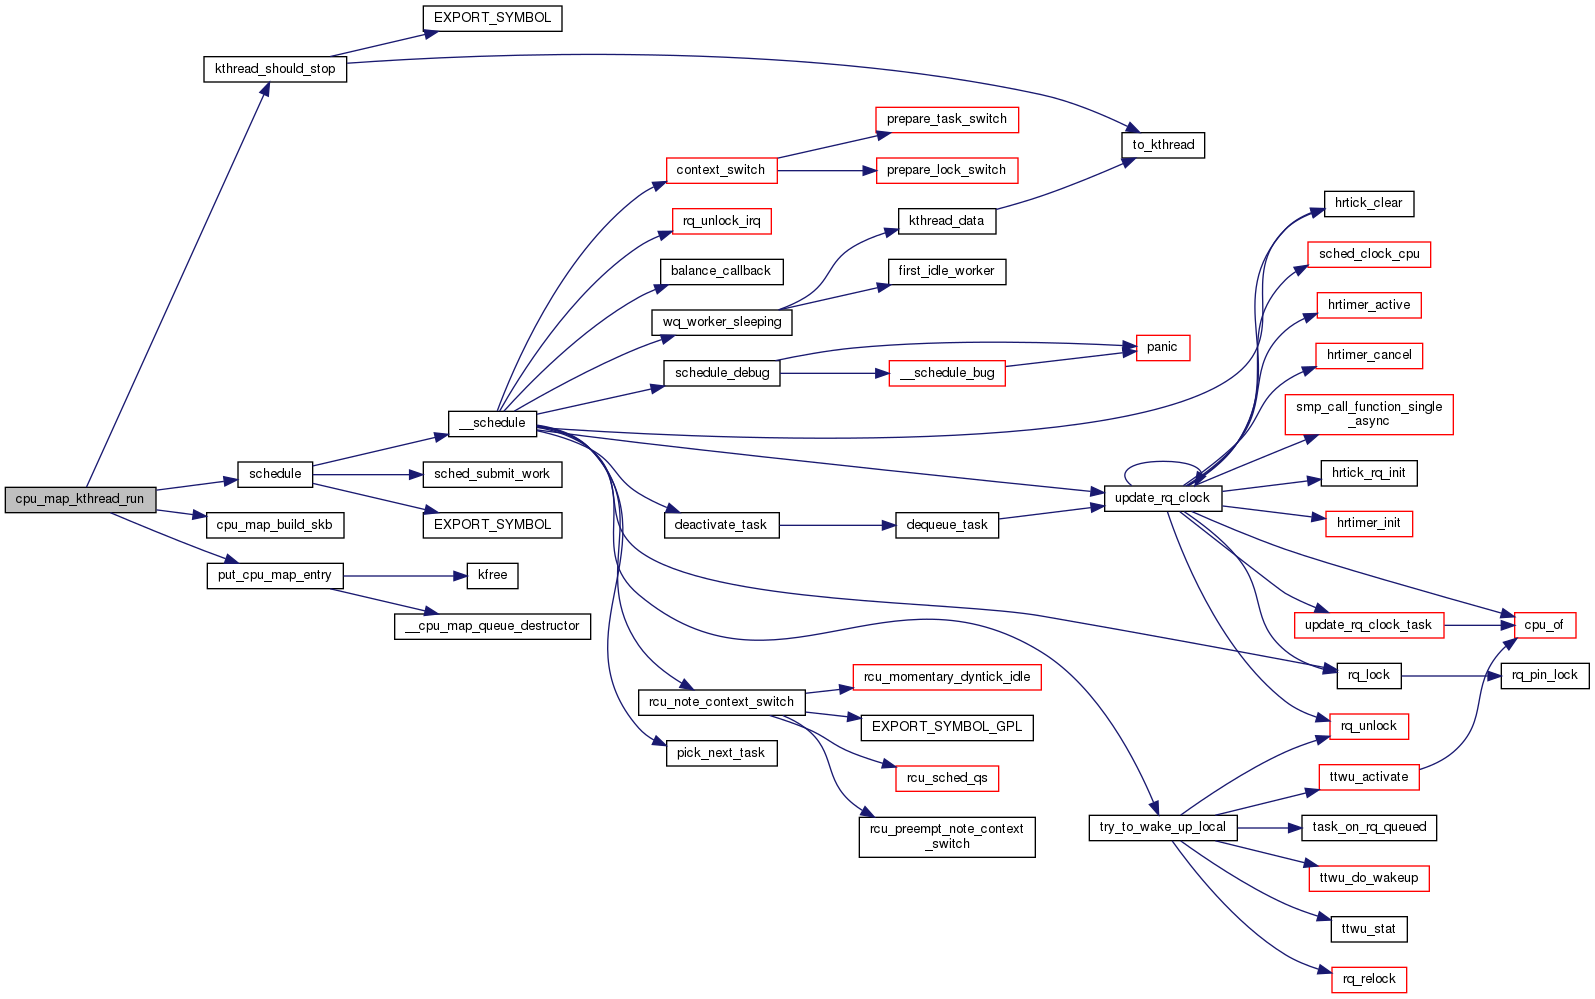 EXPORT_SYMBOL
kthread_should_stop
prepare_task_switch
to_kthread
context_switch
prepare_lock_switch
hrtick_clear
rq_unlock_irq
kthread_data
sched_clock_cpu
balance_callback
first_idle_worker
hrtimer_active
wq_worker_sleeping
panic
hrtimer_cancel
schedule_debug
__schedule_bug
smp_call_function_single
_async
__schedule
schedule
sched_submit_work
hrtick_rq_init
cpu_map_kthread_run
update_rq_clock
cpu_map_build_skb
EXPORT_SYMBOL
deactivate_task
dequeue_task
hrtimer_init
put_cpu_map_entry
kfree
__cpu_map_queue_destructor
update_rq_clock_task
cpu_of
rcu_momentary_dyntick_idle
rq_lock
rq_pin_lock
rcu_note_context_switch
EXPORT_SYMBOL_GPL
rq_unlock
pick_next_task
rcu_sched_qs
ttwu_activate
rcu_preempt_note_context
_switch
try_to_wake_up_local
task_on_rq_queued
ttwu_do_wakeup
ttwu_stat
rq_relock